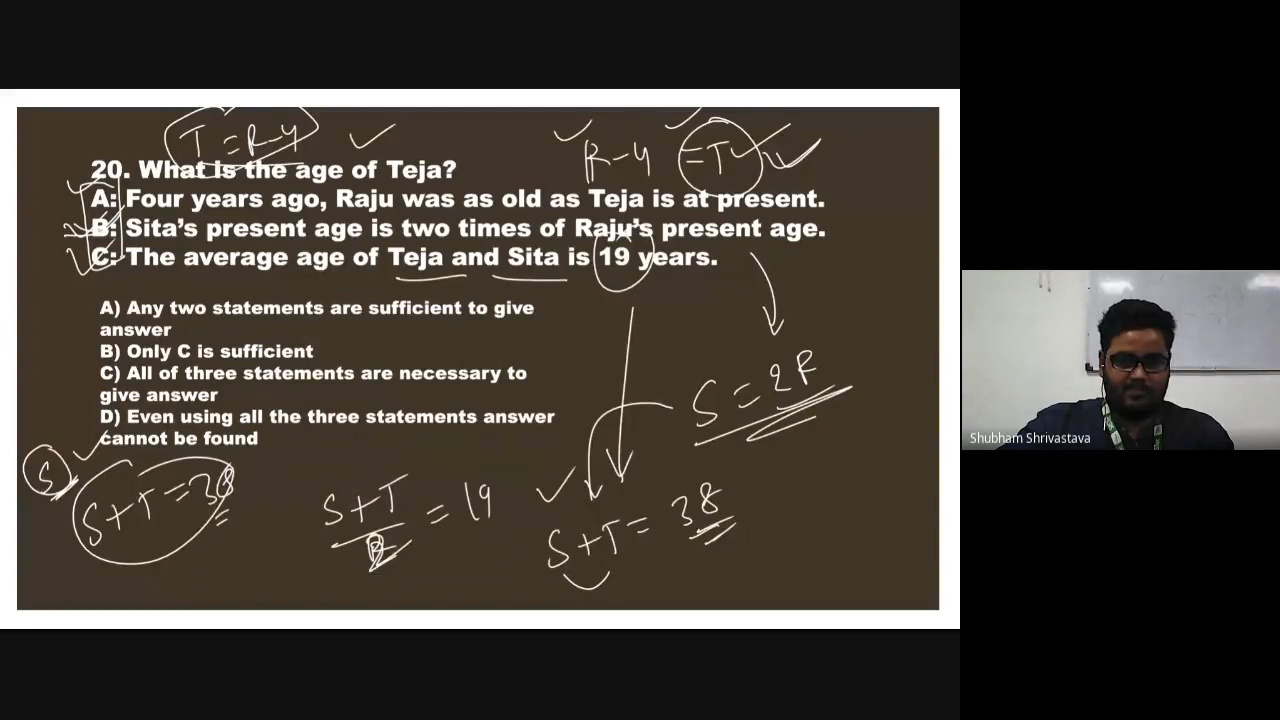 T = R-4
R-4 = T
20. What is the age of Teja?
A: Four years ago, Raju was as old as Teja is at present.
B: Sita’s present age is two times of Raju’s present age.
C: The average age of Teja and Sita is 19 years.
A) Any two statements are sufficient to give
answer
B) Only C is sufficient
C) All of three statements are necessary to
give answer
D) Even using all the three statements answer
cannot be found
S = 2R
S
S+T = 38
S+T
2
= 19
S+T = 38
Shubham Shrivastava